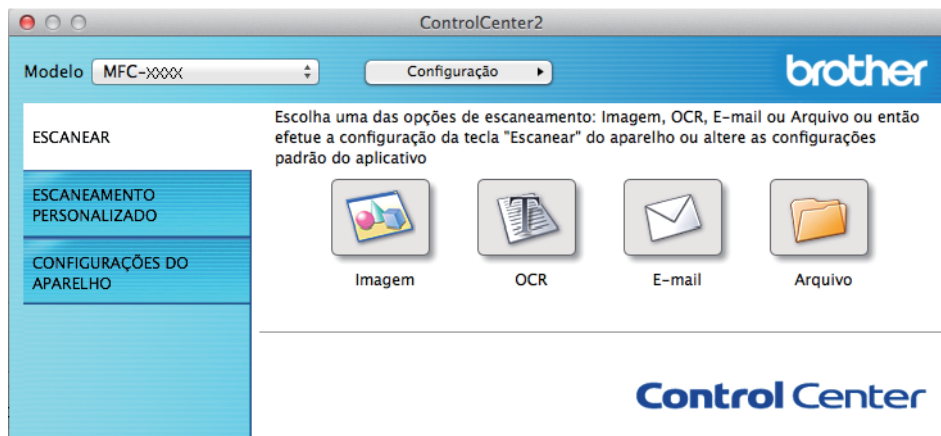 ControlCenter2
Modelo MFC-XXXX Configuração brother
ESCANEAR
ESCANEAMENTO
PERSONALIZADO
CONFIGURAÇÕES DO
APARELHO
Escolha uma das opções de escaneamento: Imagem, OCR, E-mail ou Arquivo ou então
efetue a configuração da tecla "Escanear" do aparelho ou altere as configurações
padrão do aplicativo
Imagem OCR E-mail Arquivo
Control Center